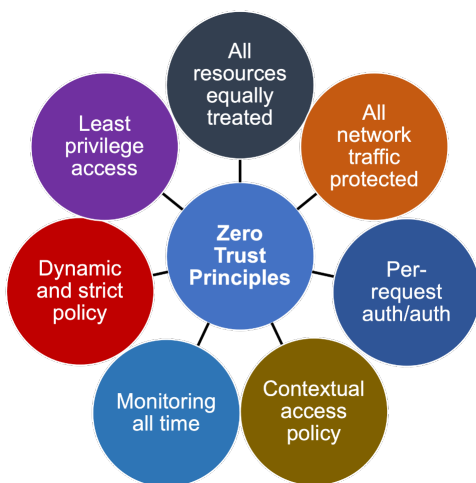 All
resources
equally
treated
All
network
traffic
protected
Per-
request
auth/auth
Contextual
access
policy
Monitoring
all time
Dynamic
and strict
policy
Least
privilege
access
Zero
Trust
Principles